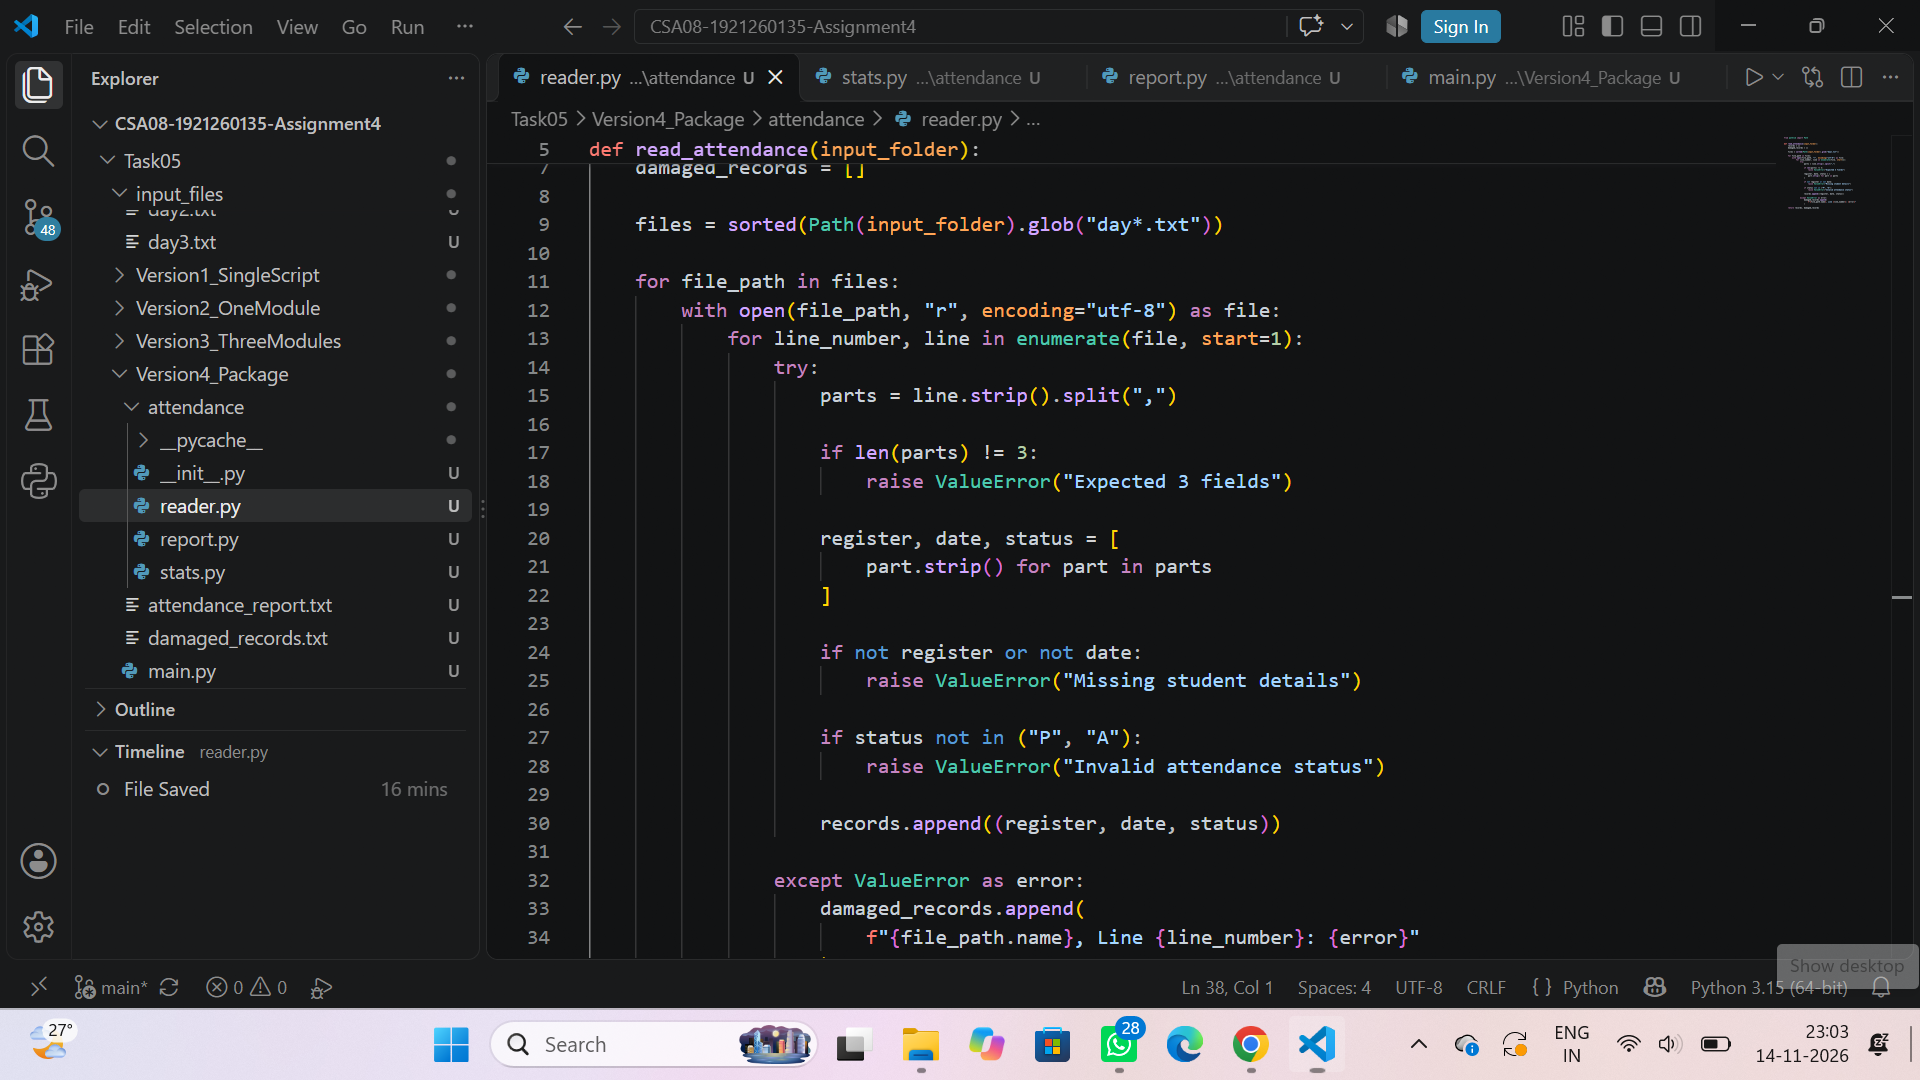 File Edit Selection View Go Run ...
CSA08-1921260135-Assignment4
Sign In
Explorer
CSA08-1921260135-Assignment4
Task05
input_files
day2.txt
day3.txt U
Version1_SingleScript
Version2_OneModule
Version3_ThreeModules
Version4_Package
attendance
__pycache__
__init__.py U
reader.py U
report.py U
stats.py U
attendance_report.txt U
damaged_records.txt U
main.py U
Outline
Timeline reader.py
File Saved 16 mins
48
reader.py ...\attendance U
stats.py ...\attendance U
report.py ...\attendance U
main.py ...\Version4_Package U
Task05 > Version4_Package > attendance > reader.py > ...
5 def read_attendance(input_folder):
7 damaged_records = []
8
9 files = sorted(Path(input_folder).glob("day*.txt"))
10
11 for file_path in files:
12 with open(file_path, "r", encoding="utf-8") as file:
13 for line_number, line in enumerate(file, start=1):
14 try:
15 parts = line.strip().split(",")
16
17 if len(parts) != 3:
18 raise ValueError("Expected 3 fields")
19
20 register, date, status = [
21 part.strip() for part in parts
22 ]
23
24 if not register or not date:
25 raise ValueError("Missing student details")
26
27 if status not in ("P", "A"):
28 raise ValueError("Invalid attendance status")
29
30 records.append((register, date, status))
31
32 except ValueError as error:
33 damaged_records.append(
34 f"{file_path.name}, Line {line_number}: {error}"
Show desktop
main* 0 0
Ln 38, Col 1 Spaces: 4 UTF-8 CRLF { } Python Python 3.15 (64-bit)
27°
Search
28
ENG
IN
23:03
14-11-2026